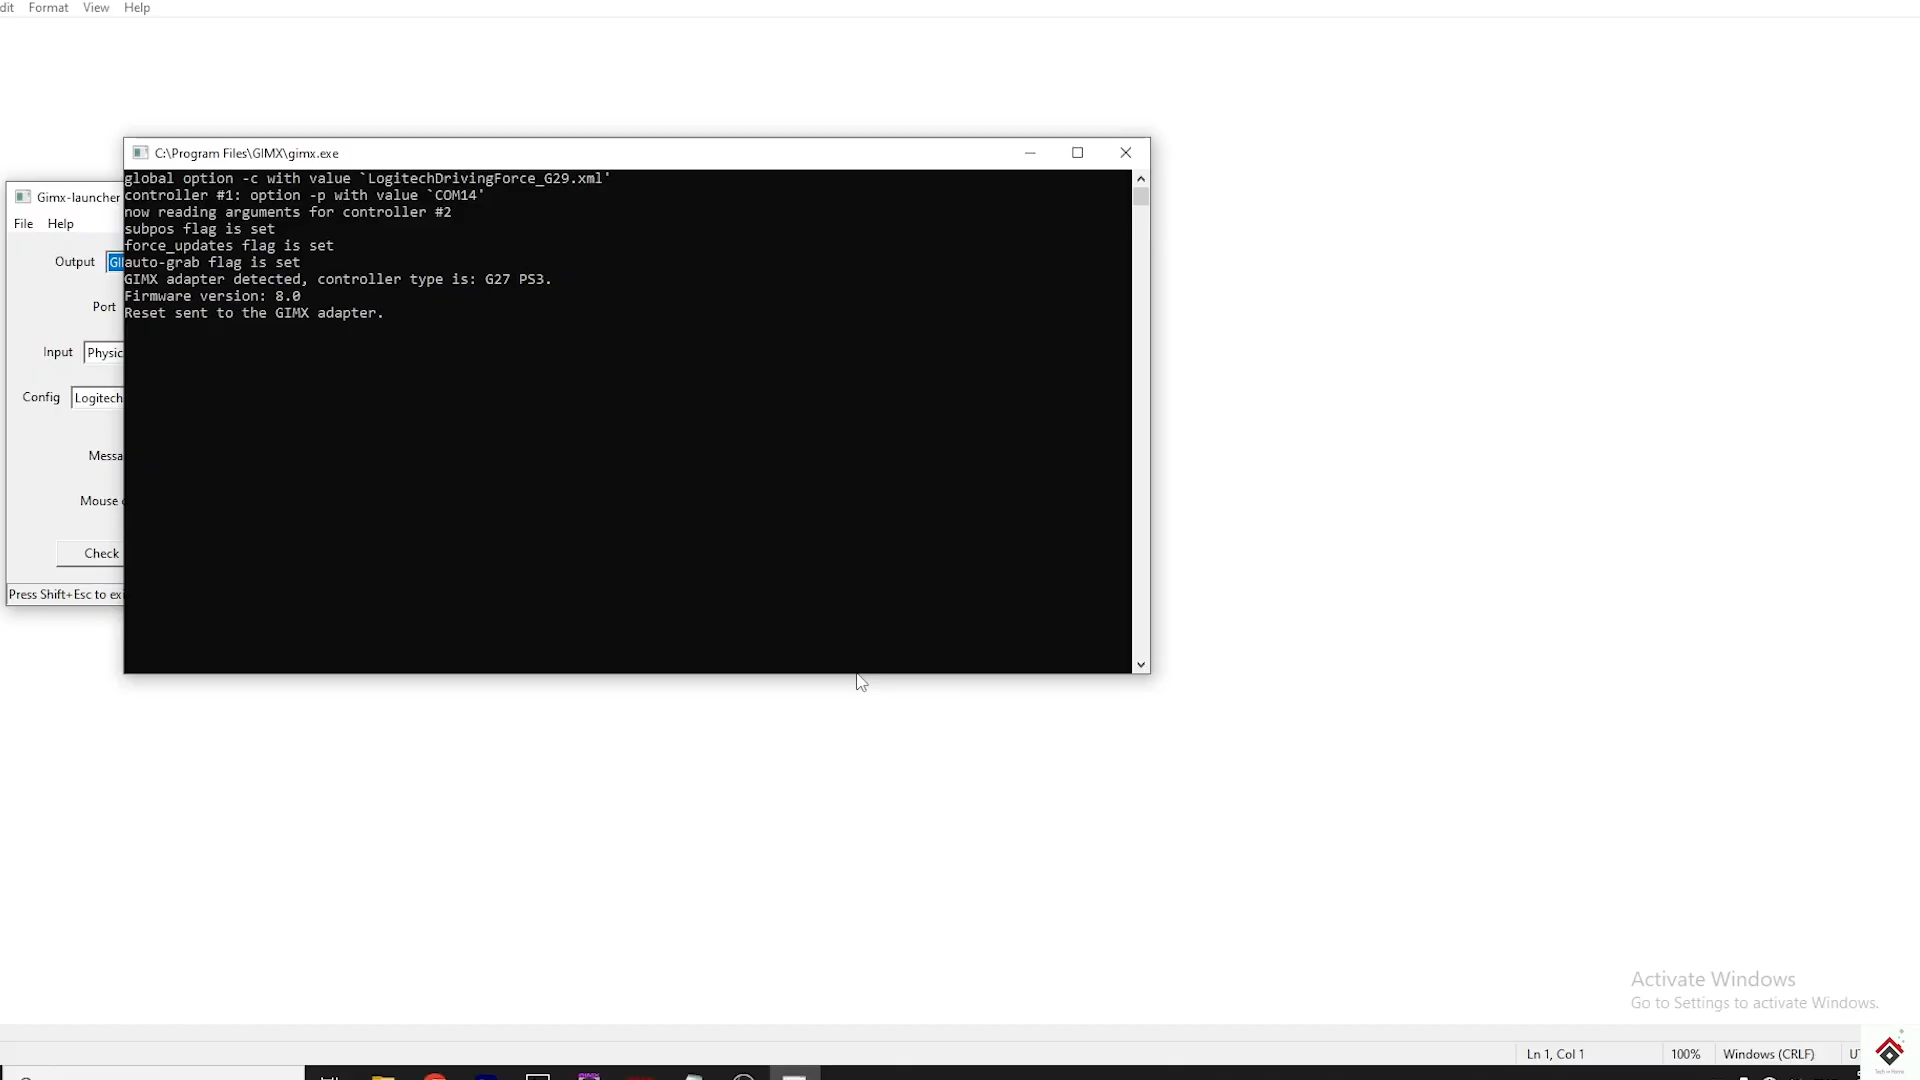 dit Format View Help
C:\Program Files\GIMX\gimx.exe
global option -c with value `LogitechDrivingForce_G29.xml'
controller #1: option -p with value `COM14'
now reading arguments for controller #2
subpos flag is set
force_updates flag is set
auto-grab flag is set
GIMX adapter detected, controller type is: G27 PS3.
Firmware version: 8.0
Reset sent to the GIMX adapter.
Gimx-launcher
File Help
Output GI
Port
Input Physic
Config Logitech
Messa
Mouse
Check
Press Shift+Esc to exi
Activate Windows
Go to Settings to activate Windows.
Ln 1, Col 1 100% Windows (CRLF) UT